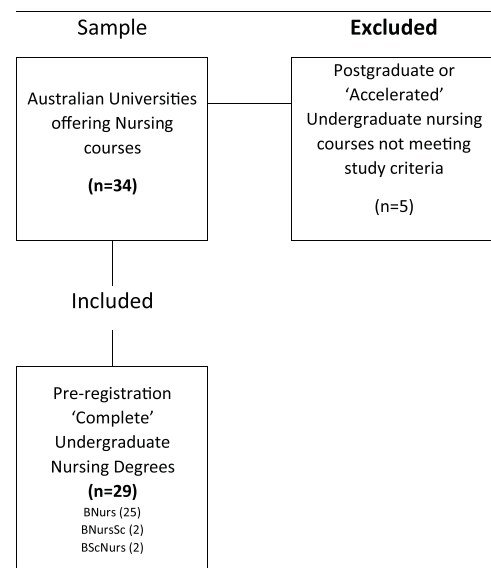 Sample
Excluded
Australian Universities
offering Nursing
courses
(n=34)
Postgraduate or
‘Accelerated’
Undergraduate nursing
courses not meeting
study criteria
(n=5)
Included
Pre-registration
‘Complete’
Undergraduate
Nursing Degrees
(n=29)
BNurs (25)
BNursSc (2)
BScNurs (2)